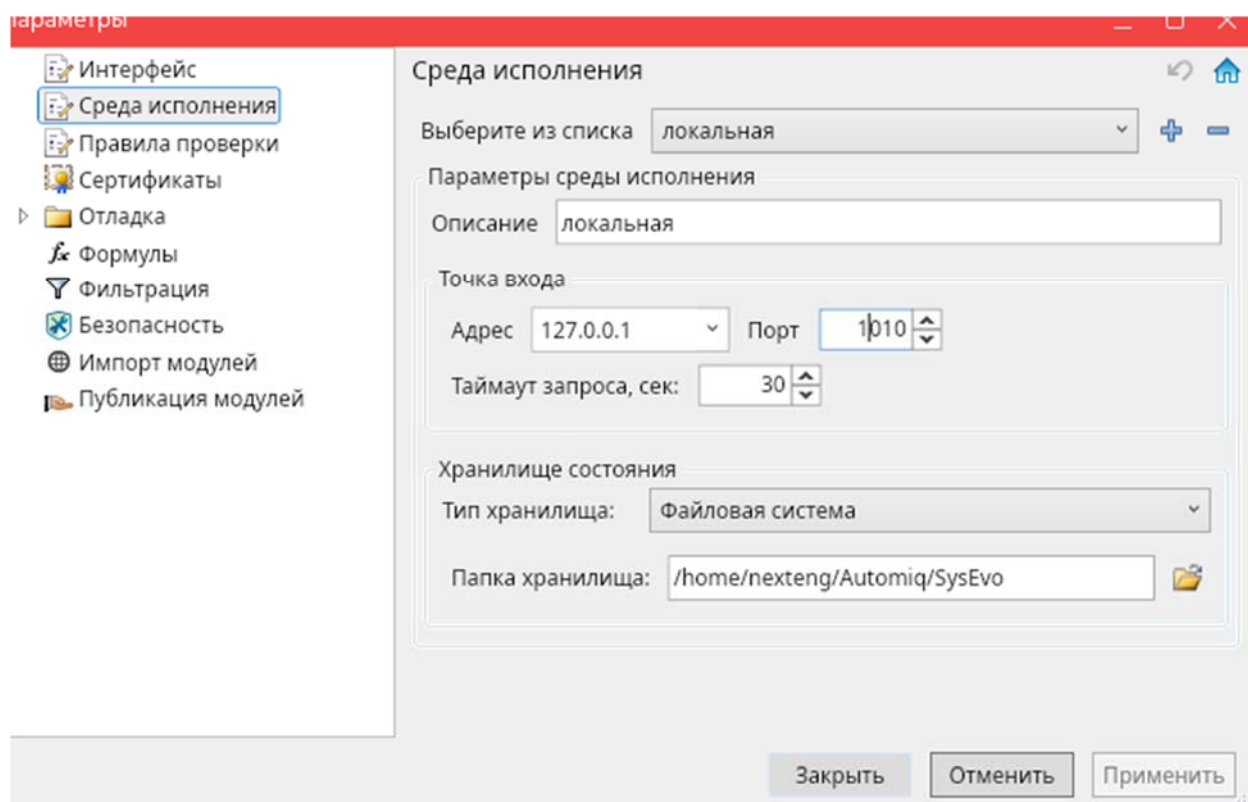 Параметры
Интерфейс
Среда исполнения
Правила проверки
Сертификаты
Отладка
Формулы
Фильтрация
Безопасность
Импорт модулей
Публикация модулей
Среда исполнения
Выберите из списка локальная
Параметры среды исполнения
Описание локальная
Точка входа
Адрес 127.0.0.1 Порт 1010
Таймаут запроса, сек: 30
Хранилище состояния
Тип хранилища: Файловая система
Папка хранилища: /home/nexteng/Automiq/SysEvo
Закрыть Отменить Применить